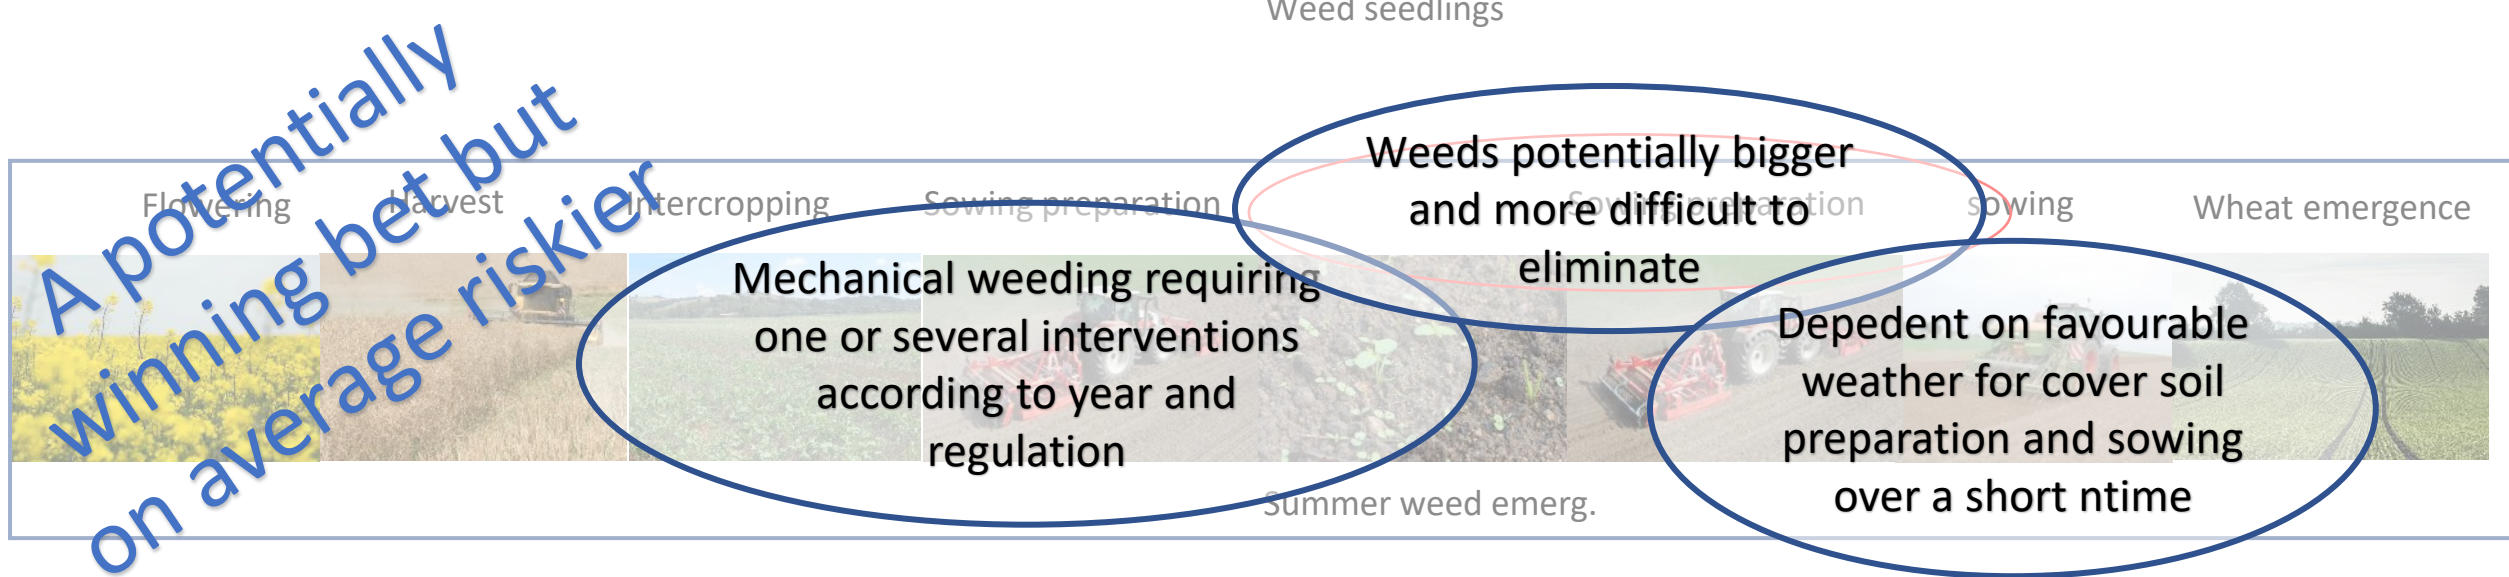 Weed seedlings
A potentially
winning bet but
on average riskier
Flowering
Harvest
Intercropping
Sowing preparation
Sowing preparation
sowing
Wheat emergence
Weeds potentially bigger
and more difficult to
eliminate
Mechanical weeding requiring
one or several interventions
according to year and
regulation
Depedent on favourable
weather for cover soil
preparation and sowing
over a short ntime
Summer weed emerg.